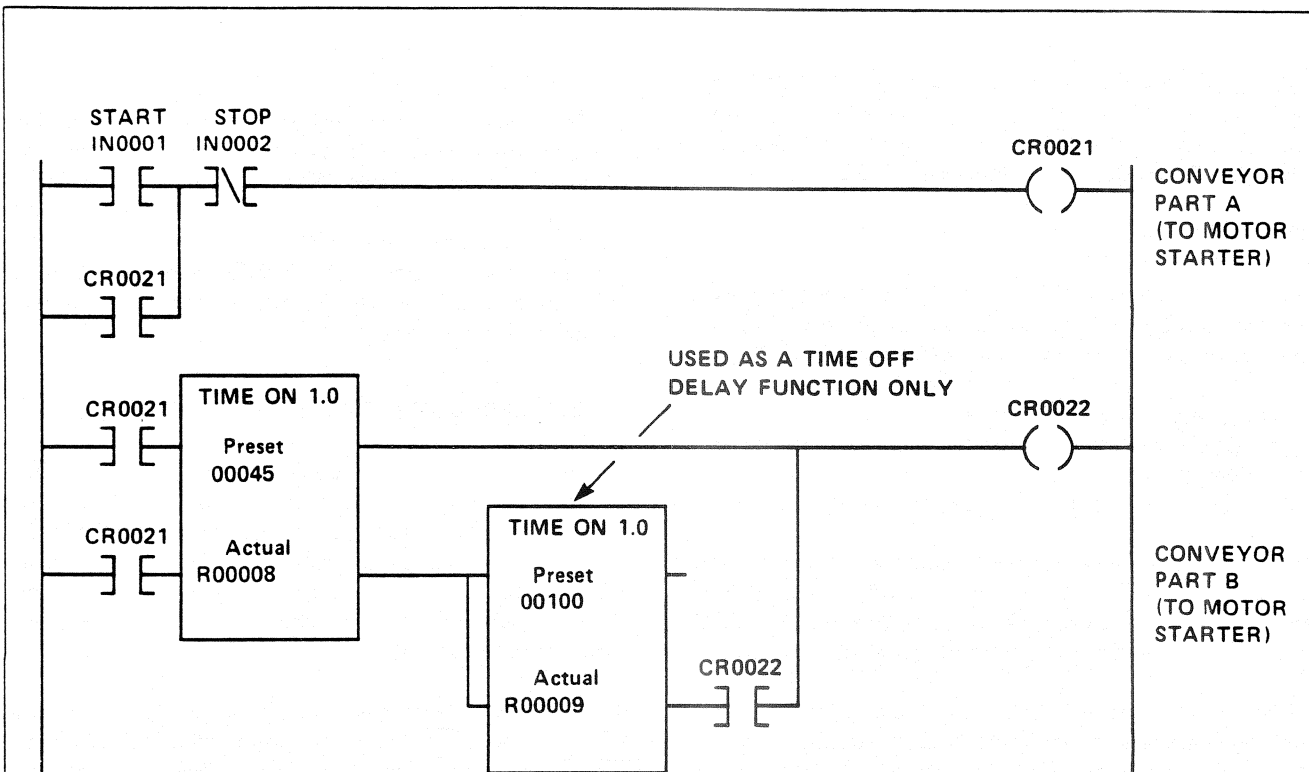 START STOP
IN0001 IN0002
CR0021
CONVEYOR
PART A
(TO MOTOR
STARTER)
CR0021
USED AS A TIME OFF
DELAY FUNCTION ONLY
CR0021
TIME ON 1.0
Preset
00045
CR0022
CR0021
Actual
R00008
TIME ON 1.0
Preset
00100
CONVEYOR
PART B
(TO MOTOR
STARTER)
Actual
R00009
CR0022